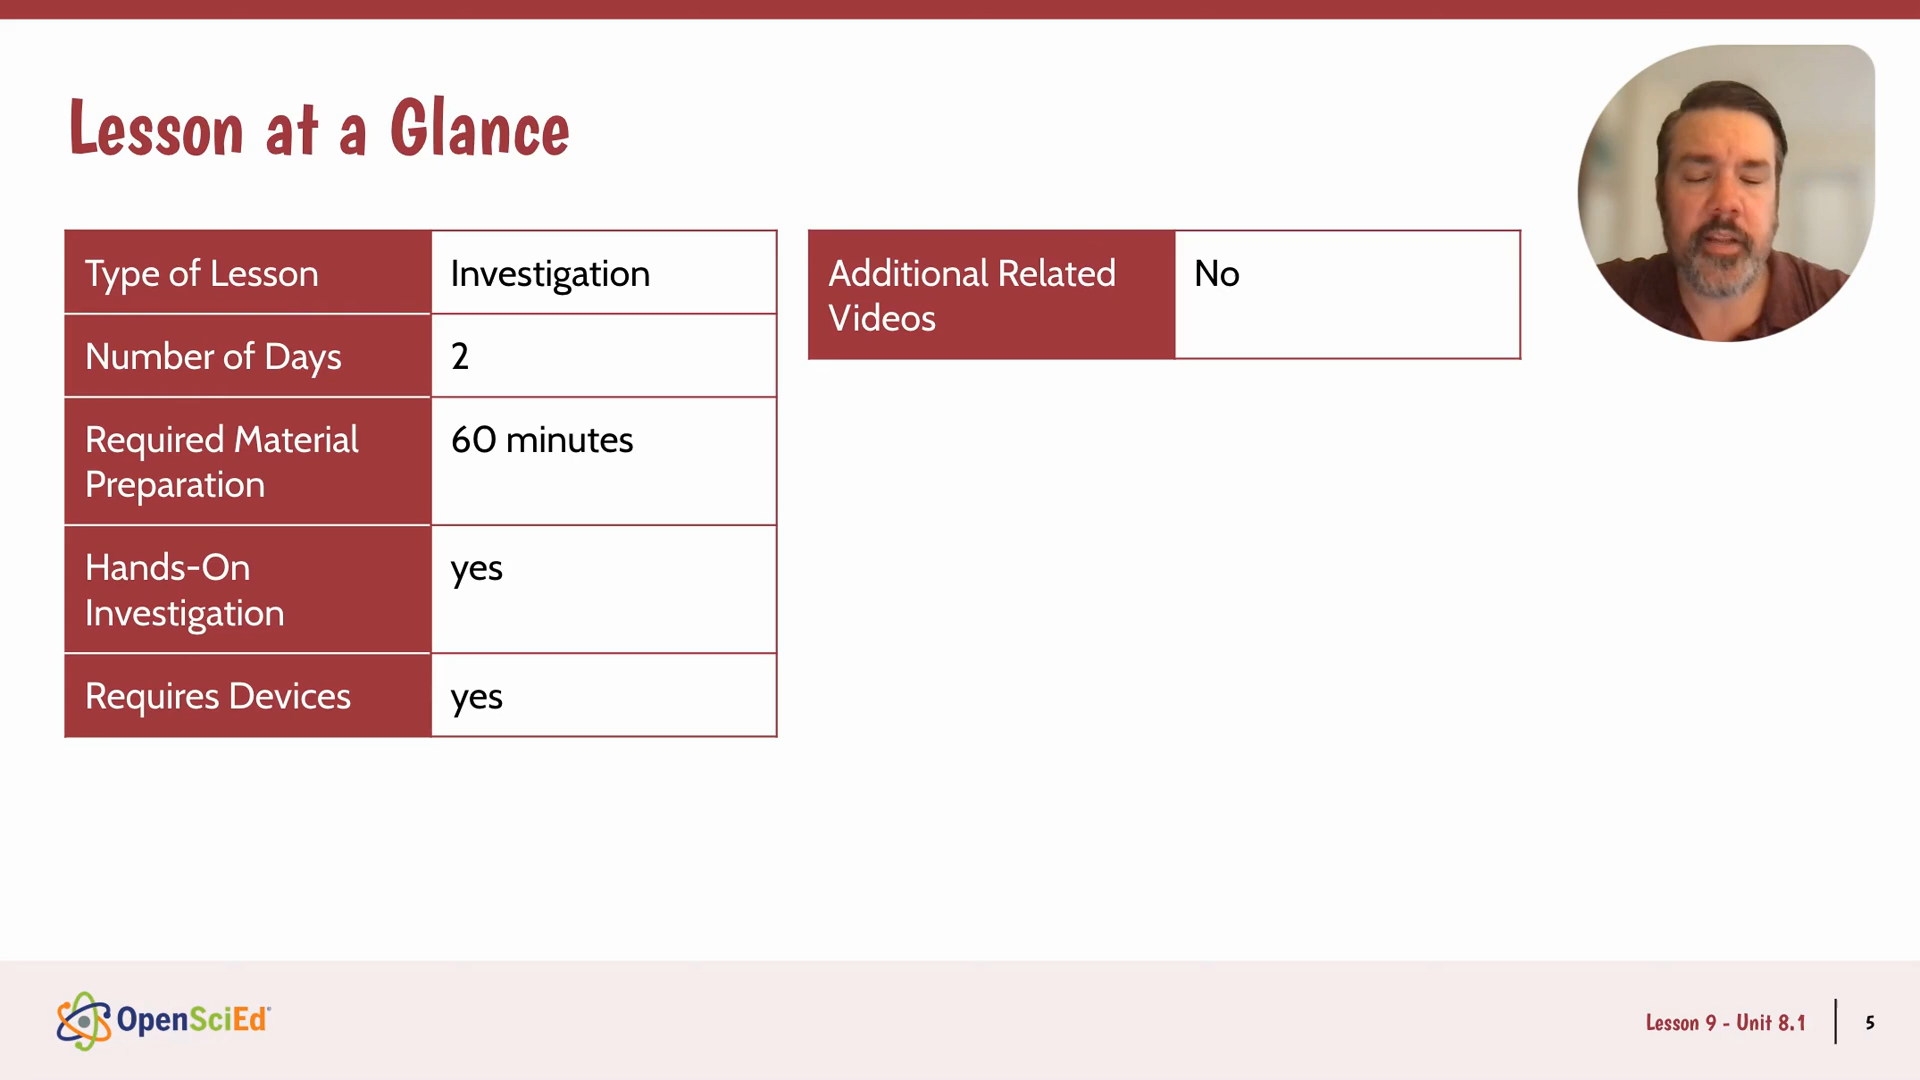 Lesson at a Glance
Type of Lesson
Investigation
Number of Days
2
Required Material
Preparation
60 minutes
Hands-On
Investigation
yes
Requires Devices
yes
Additional Related
Videos
No
OpenSciEd®
Lesson 9 - Unit 8.1
5